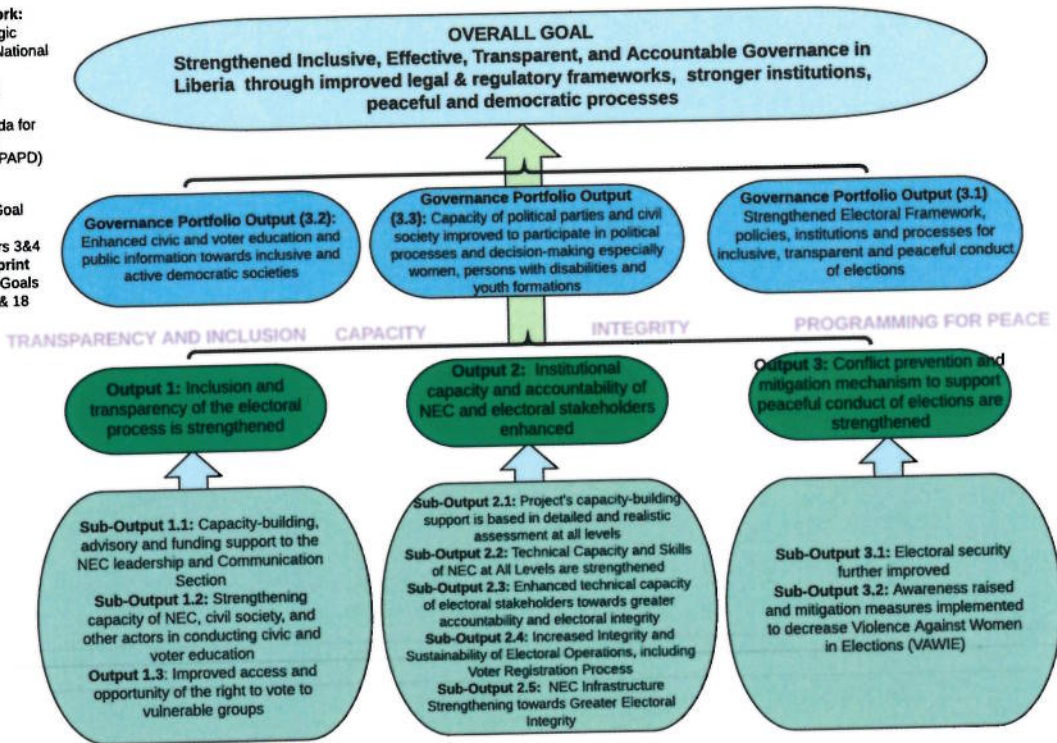 rk:
gic
National
da for
PAPD)
Goal
rs 3&4
print
Goals
& 18
OVERALL GOAL
Strengthened Inclusive, Effective, Transparent, and Accountable Governance in
Liberia through improved legal & regulatory frameworks, stronger institutions,
peaceful and democratic processes
Governance Portfolio Output (3.2):
Enhanced civic and voter education and
public information towards inclusive and
active democratic societies
Governance Portfolio Output
(3.3): Capacity of political parties and civil
society improved to participate in political
processes and decision-making especially
women, persons with disabilities and
youth formations
Governance Portfolio Output (3.1)
Strengthened Electoral Framework,
policies, institutions and processes for
inclusive, transparent and peaceful conduct
of elections
TRANSPARENCY AND INCLUSION CAPACITY INTEGRITY PROGRAMMING FOR PEACE
Output 1: Inclusion and
transparency of the electoral
process is strengthened
Output 2: Institutional
capacity and accountability of
NEC and electoral stakeholders
enhanced
Output 3: Conflict prevention and
mitigation mechanism to support
peaceful conduct of elections are
strengthened
Sub-Output 1.1: Capacity-building,
advisory and funding support to the
NEC leadership and Communication
Section
Sub-Output 1.2: Strengthening
capacity of NEC, civil society, and
other actors in conducting civic and
voter education
Output 1.3: Improved access and
opportunity of the right to vote to
vulnerable groups
Sub-Output 2.1: Project's capacity-building
support is based in detailed and realistic
assessment at all levels
Sub-Output 2.2: Technical Capacity and Skills
of NEC at All Levels are strengthened
Sub-Output 2.3: Enhanced technical capacity
of electoral stakeholders towards greater
accountability and electoral integrity
Sub-Output 2.4: Increased Integrity and
Sustainability of Electoral Operations, including
Voter Registration Process
Sub-Output 2.5: NEC Infrastructure
Strengthening towards Greater Electoral
Integrity
Sub-Output 3.1: Electoral security
further improved
Sub-Output 3.2: Awareness raised
and mitigation measures implemented
to decrease Violence Against Women
in Elections (VAWIE)